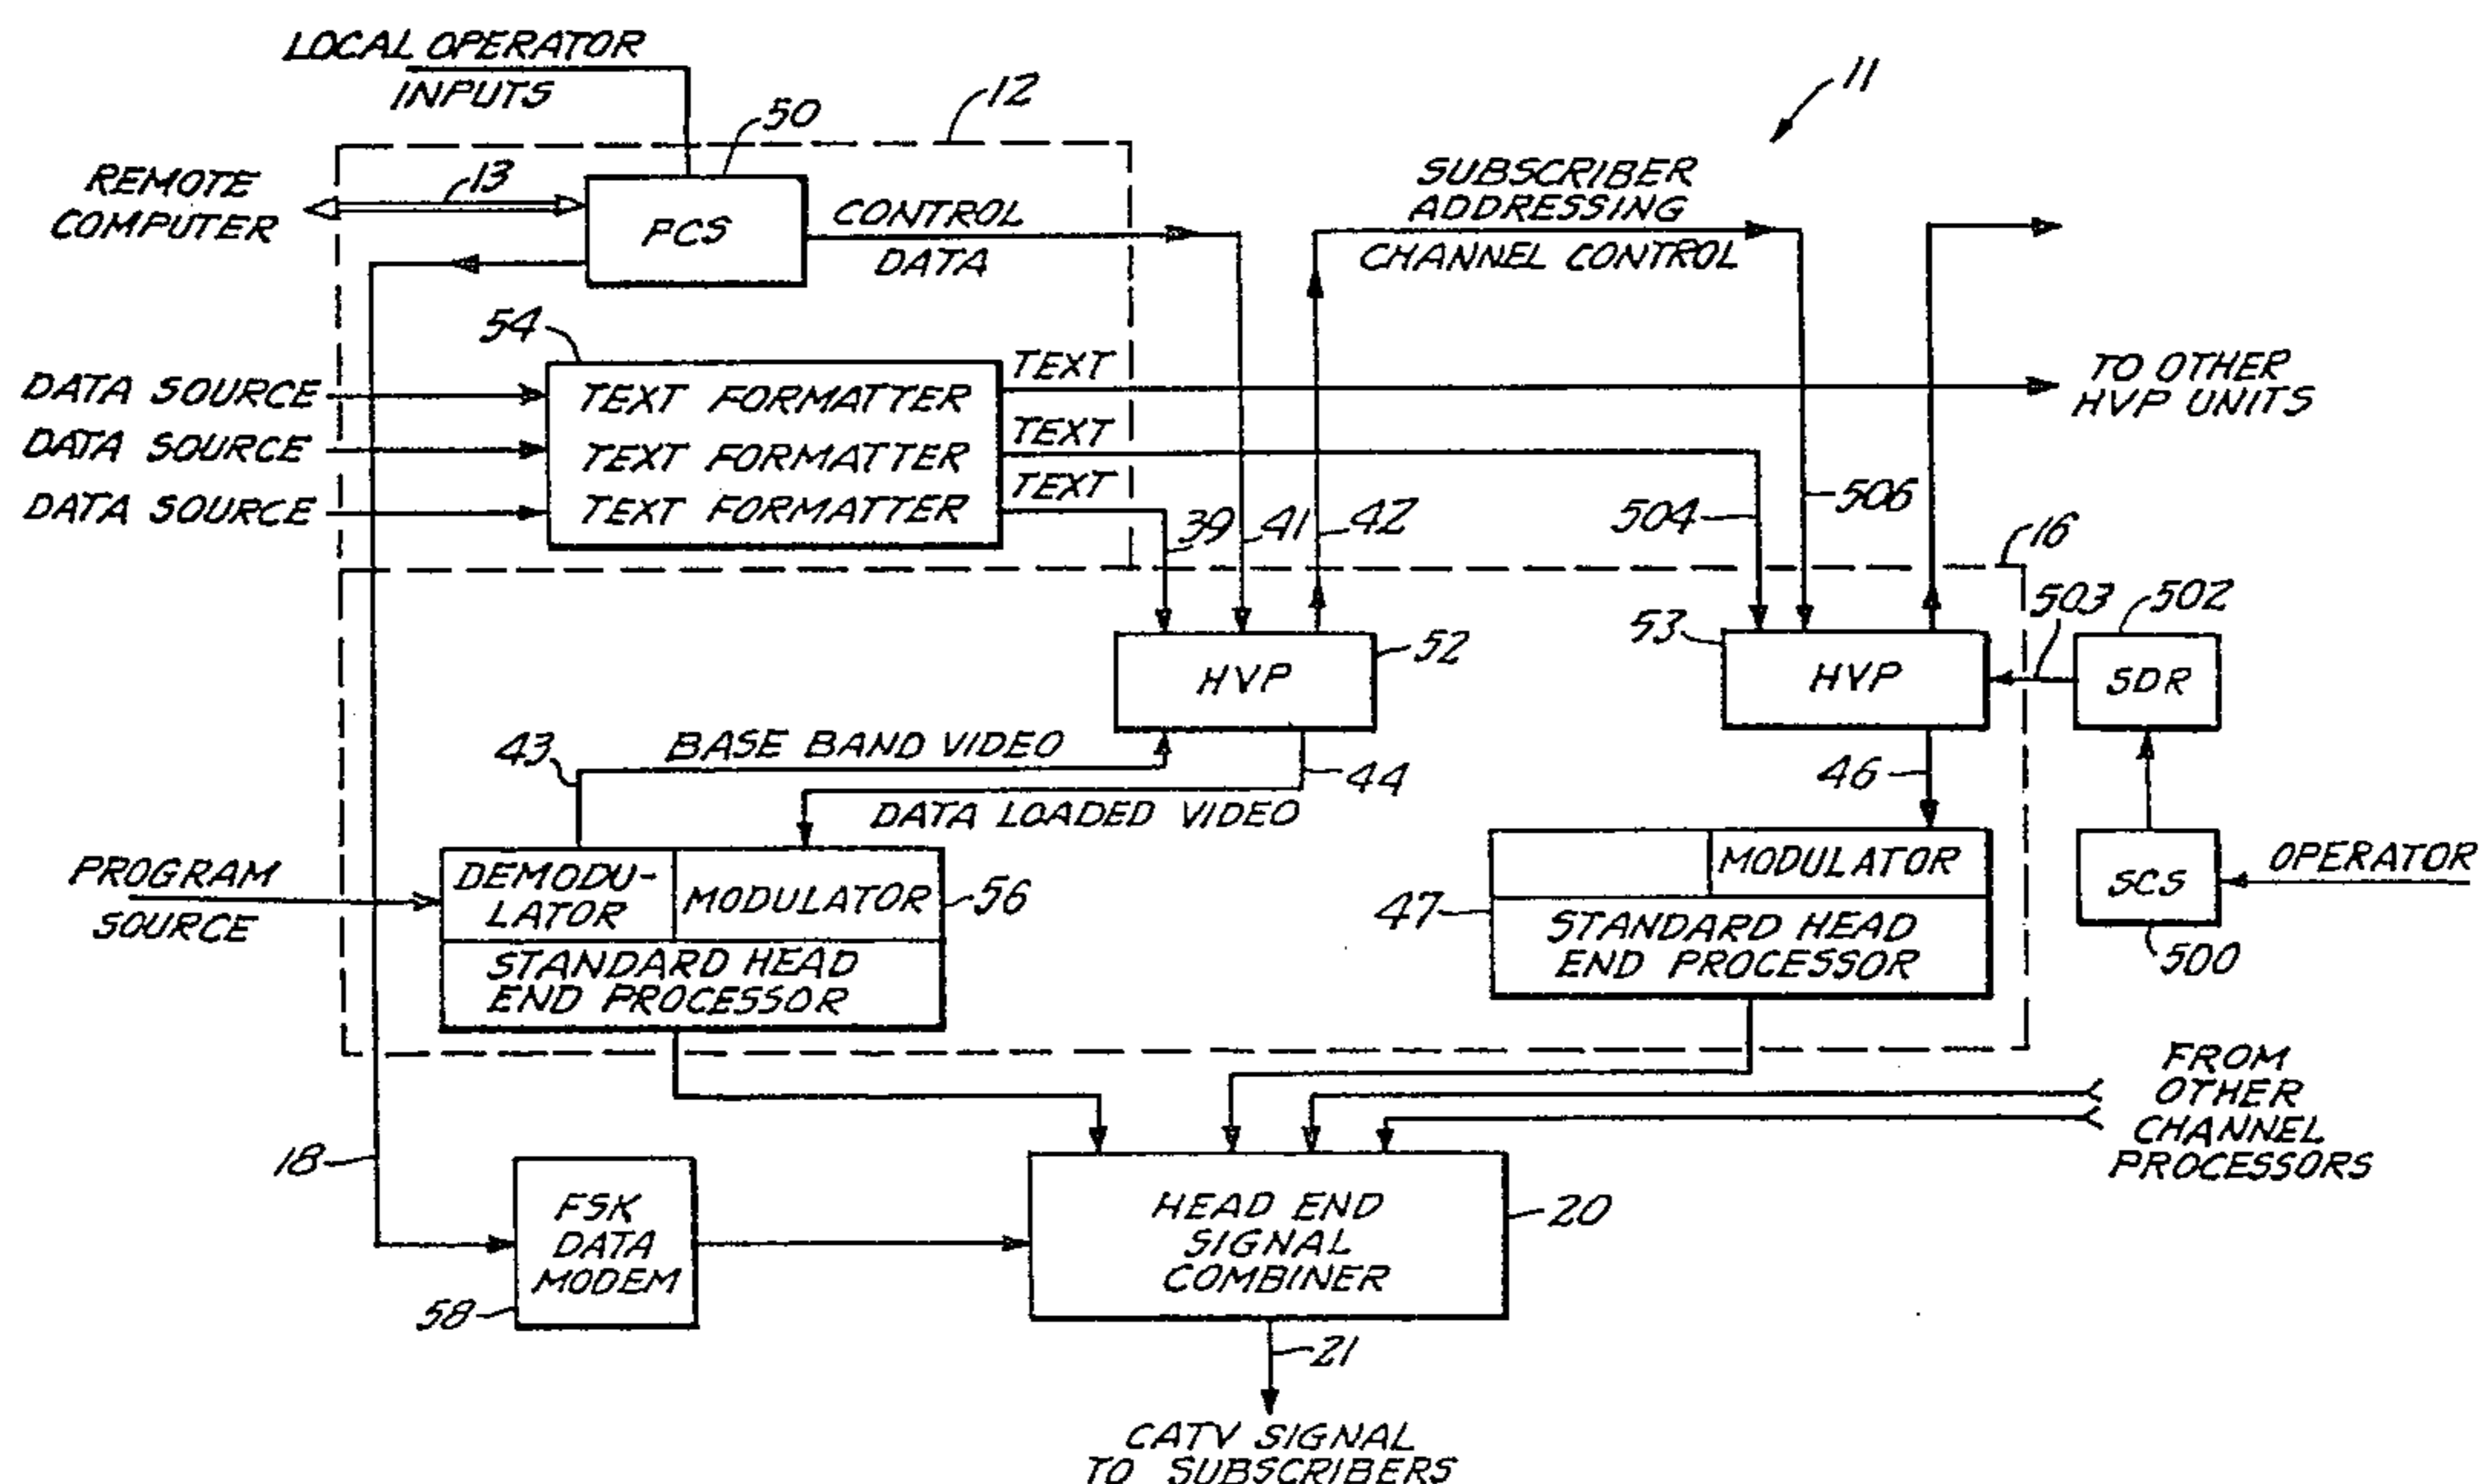 LOCAL OPERATOR
INPUTS
12
11
50
REMOTE
COMPUTER
13
PCS
CONTROL
DATA
SUBSCRIBER
ADDRESSING
CHANNEL CONTROL
54
DATA SOURCE
DATA SOURCE
DATA SOURCE
TEXT FORMATTER
TEXT FORMATTER
TEXT FORMATTER
TEXT
TEXT
TEXT
TO OTHER
HVP UNITS
39
41
42
504
506
16
503
502
HVP
52
53
HVP
SDR
43
BASE BAND VIDEO
44
DATA LOADED VIDEO
46
PROGRAM
SOURCE
DEMODU-
LATOR
MODULATOR
56
STANDARD HEAD
END PROCESSOR
47
MODULATOR
STANDARD HEAD
END PROCESSOR
SCS
OPERATOR
500
FROM
OTHER
CHANNEL
PROCESSORS
18
FSK
DATA
MODEM
58
HEAD END
SIGNAL
COMBINER
20
21
CATV SIGNAL
TO SUBSCRIBERS